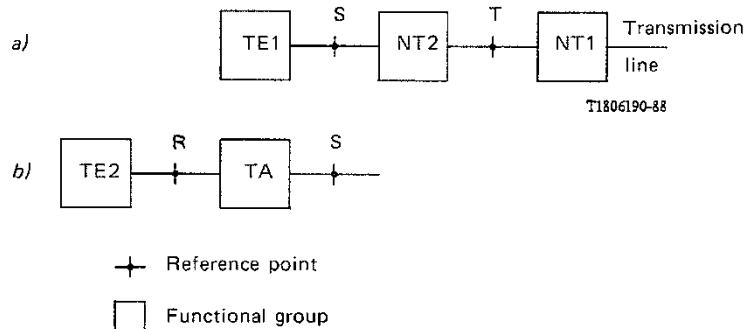 a)
S
T
TE1
NT2
NT1
Transmission
line
T1806190-88
b)
R
S
TE2
TA
Reference point
Functional group